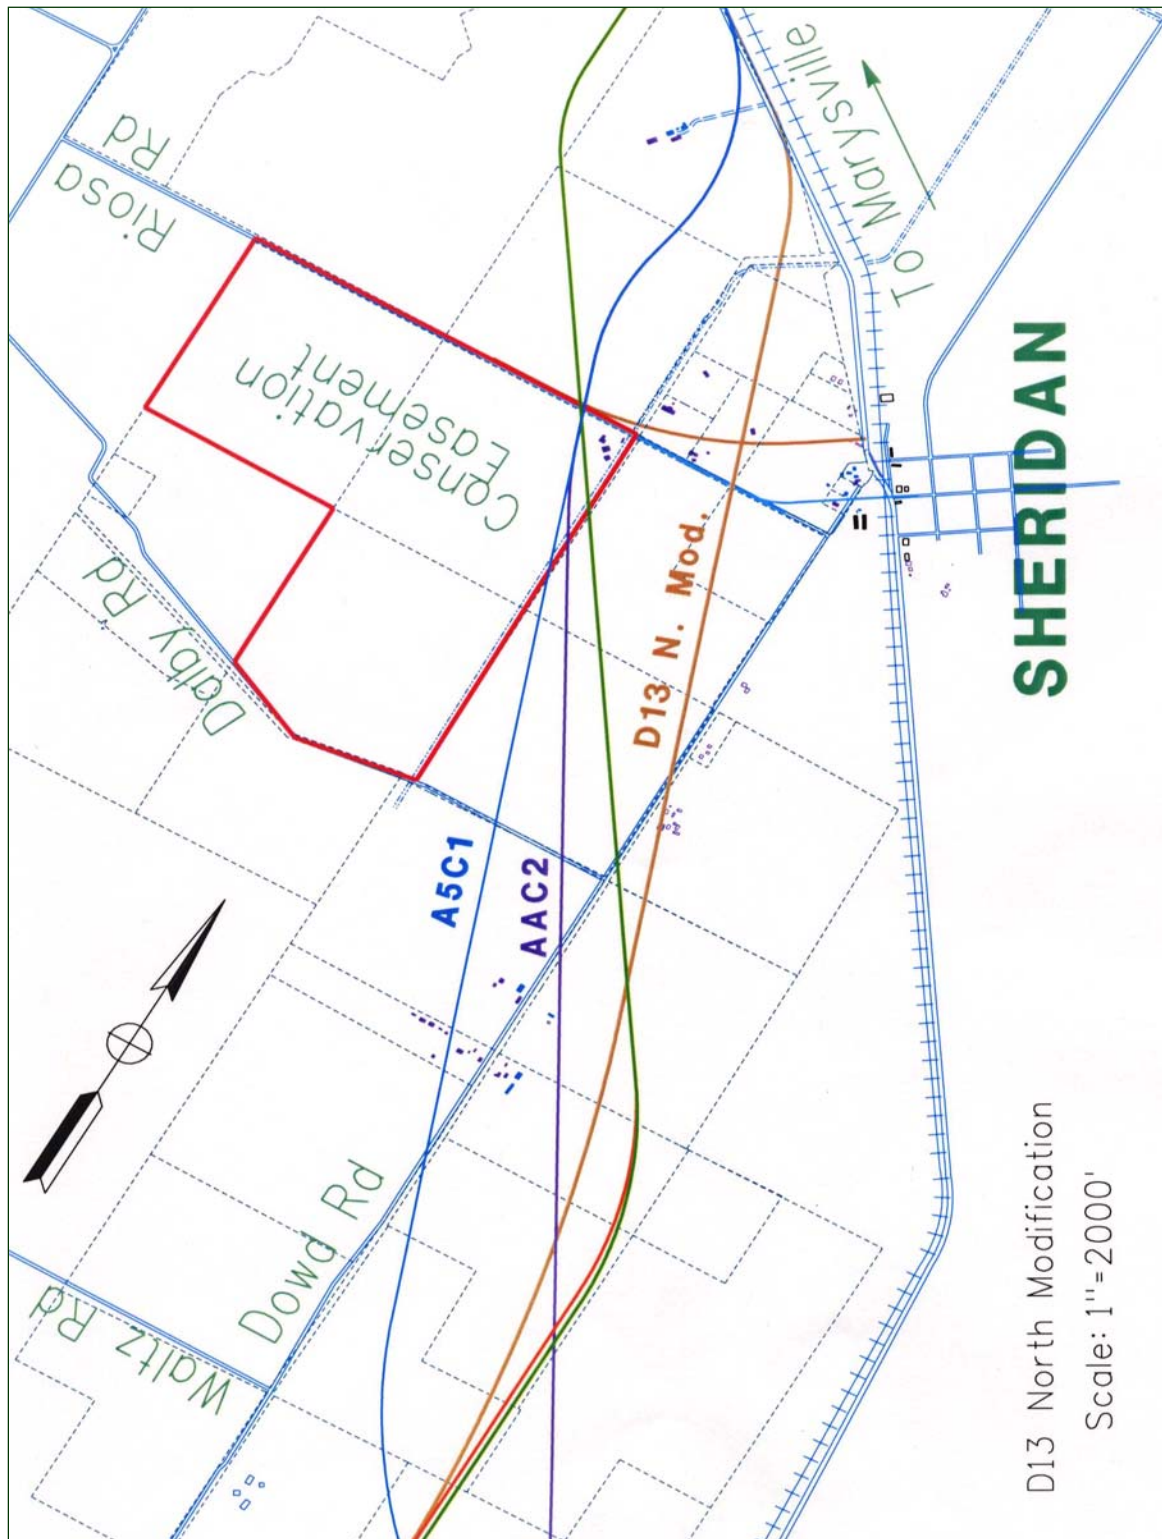 Riosa
Rd
To Marysville
Conservation
Easement
SHERIDAN
Dalby Rd
D13 N. Mod.
A5C1
AAC2
Dowd Rd
Waltz Rd
D13 North Modification
Scale: 1"=2000'